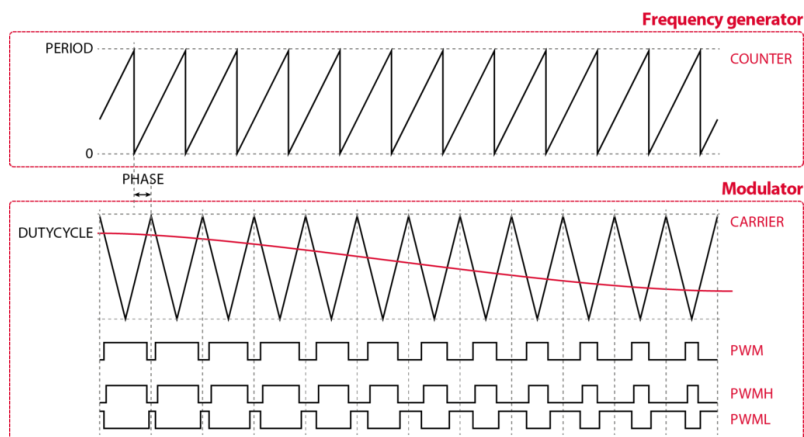 Frequency generator
PERIOD
COUNTER
0
PHASE
Modulator
DUTYCYCLE
CARRIER
PWM
PWMH
PWML